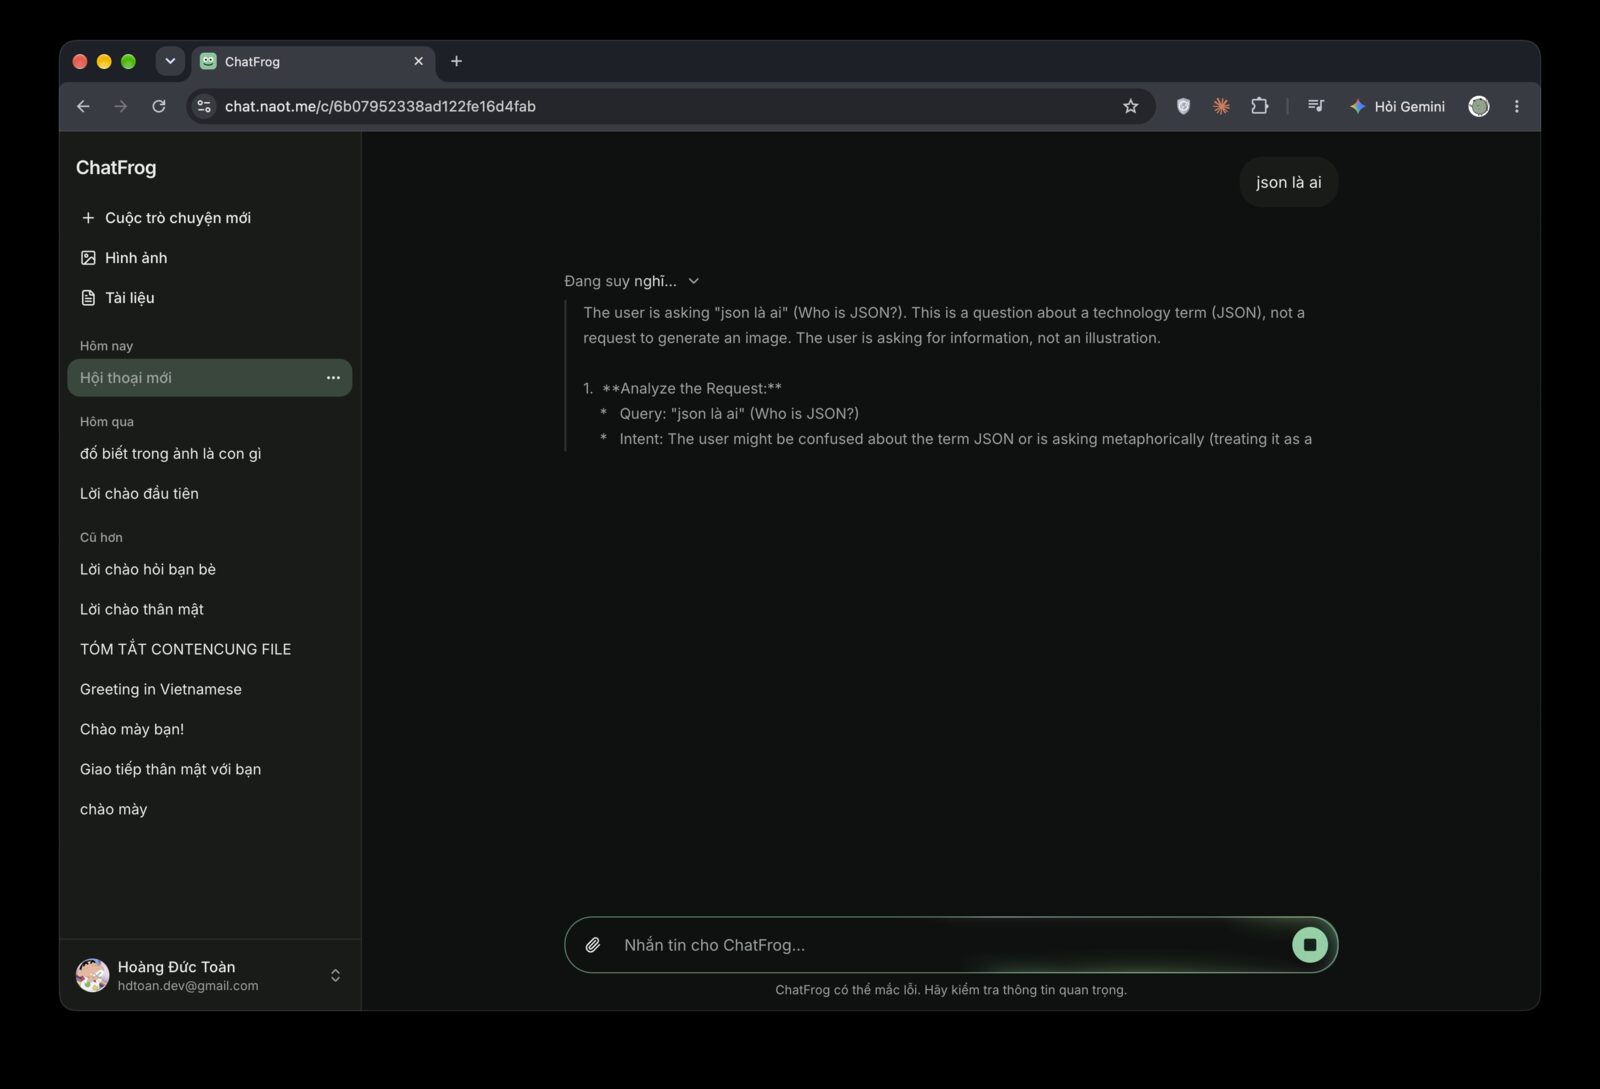 ChatFrog
chat.naot.me/c/6b07952338ad122fe16d4fab
Hỏi Gemini
ChatFrog
Cuộc trò chuyện mới
Hình ảnh
Tài liệu
Hôm nay
Hội thoại mới
Hôm qua
đố biết trong ảnh là con gì
Lời chào đầu tiên
Cũ hơn
Lời chào hỏi bạn bè
Lời chào thân mật
TÓM TẮT CONTENCUNG FILE
Greeting in Vietnamese
Chào mày bạn!
Giao tiếp thân mật với bạn
chào mày
Hoàng Đức Toàn
hdtoan.dev@gmail.com
json là ai
Đang suy nghĩ...
The user is asking "json là ai" (Who is JSON?). This is a question about a technology term (JSON), not a
request to generate an image. The user is asking for information, not an illustration.
1. **Analyze the Request:**
* Query: "json là ai" (Who is JSON?)
* Intent: The user might be confused about the term JSON or is asking metaphorically (treating it as a
Nhắn tin cho ChatFrog...
ChatFrog có thể mắc lỗi. Hãy kiểm tra thông tin quan trọng.